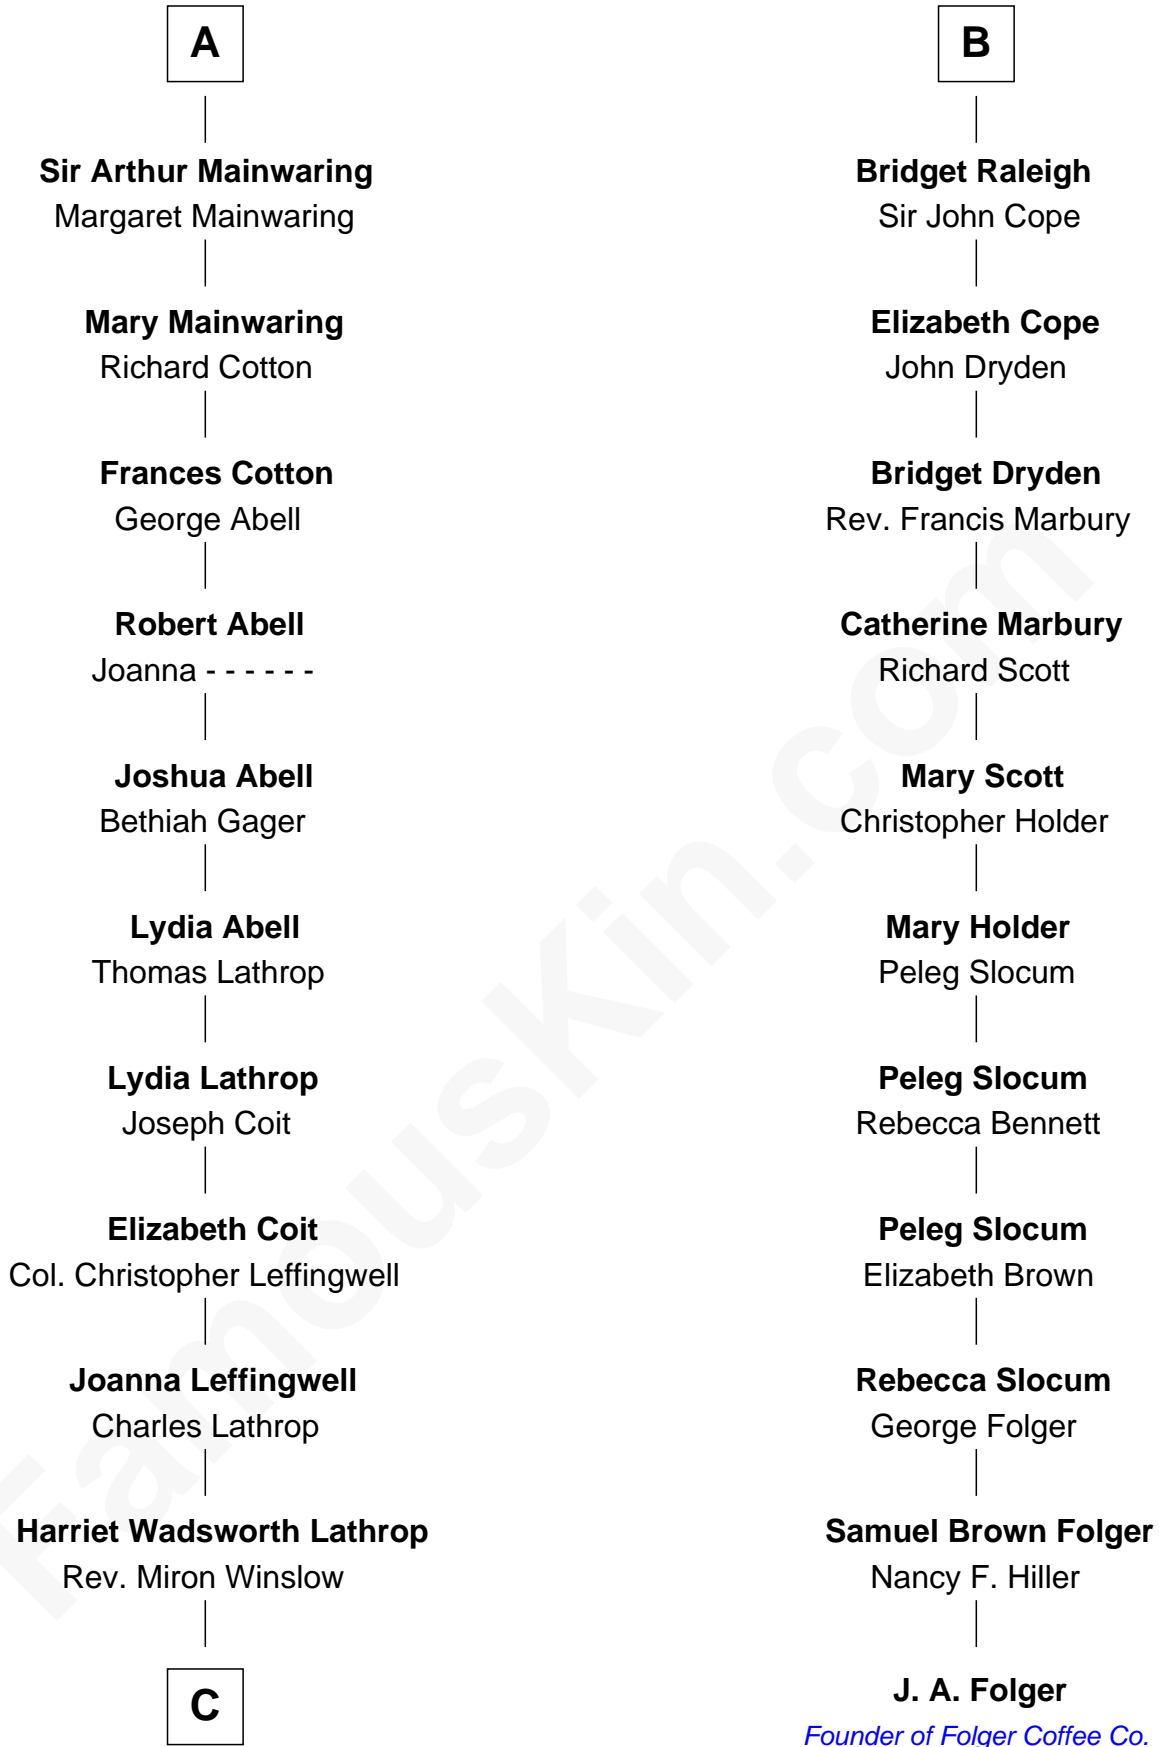 A
Sir Arthur Mainwaring
Margaret Mainwaring
Mary Mainwaring
Richard Cotton
Frances Cotton
George Abell
Robert Abell
Joanna - - - - - -
Joshua Abell
Bethiah Gager
Lydia Abell
Thomas Lathrop
Lydia Lathrop
Joseph Coit
Elizabeth Coit
Col. Christopher Leffingwell
Joanna Leffingwell
Charles Lathrop
Harriet Wadsworth Lathrop
Rev. Miron Winslow
C
B
Bridget Raleigh
Sir John Cope
Elizabeth Cope
John Dryden
Bridget Dryden
Rev. Francis Marbury
Catherine Marbury
Richard Scott
Mary Scott
Christopher Holder
Mary Holder
Peleg Slocum
Peleg Slocum
Rebecca Bennett
Peleg Slocum
Elizabeth Brown
Rebecca Slocum
George Folger
Samuel Brown Folger
Nancy F. Hiller
J. A. Folger
Founder of Folger Coffee Co.
FamousKin.com